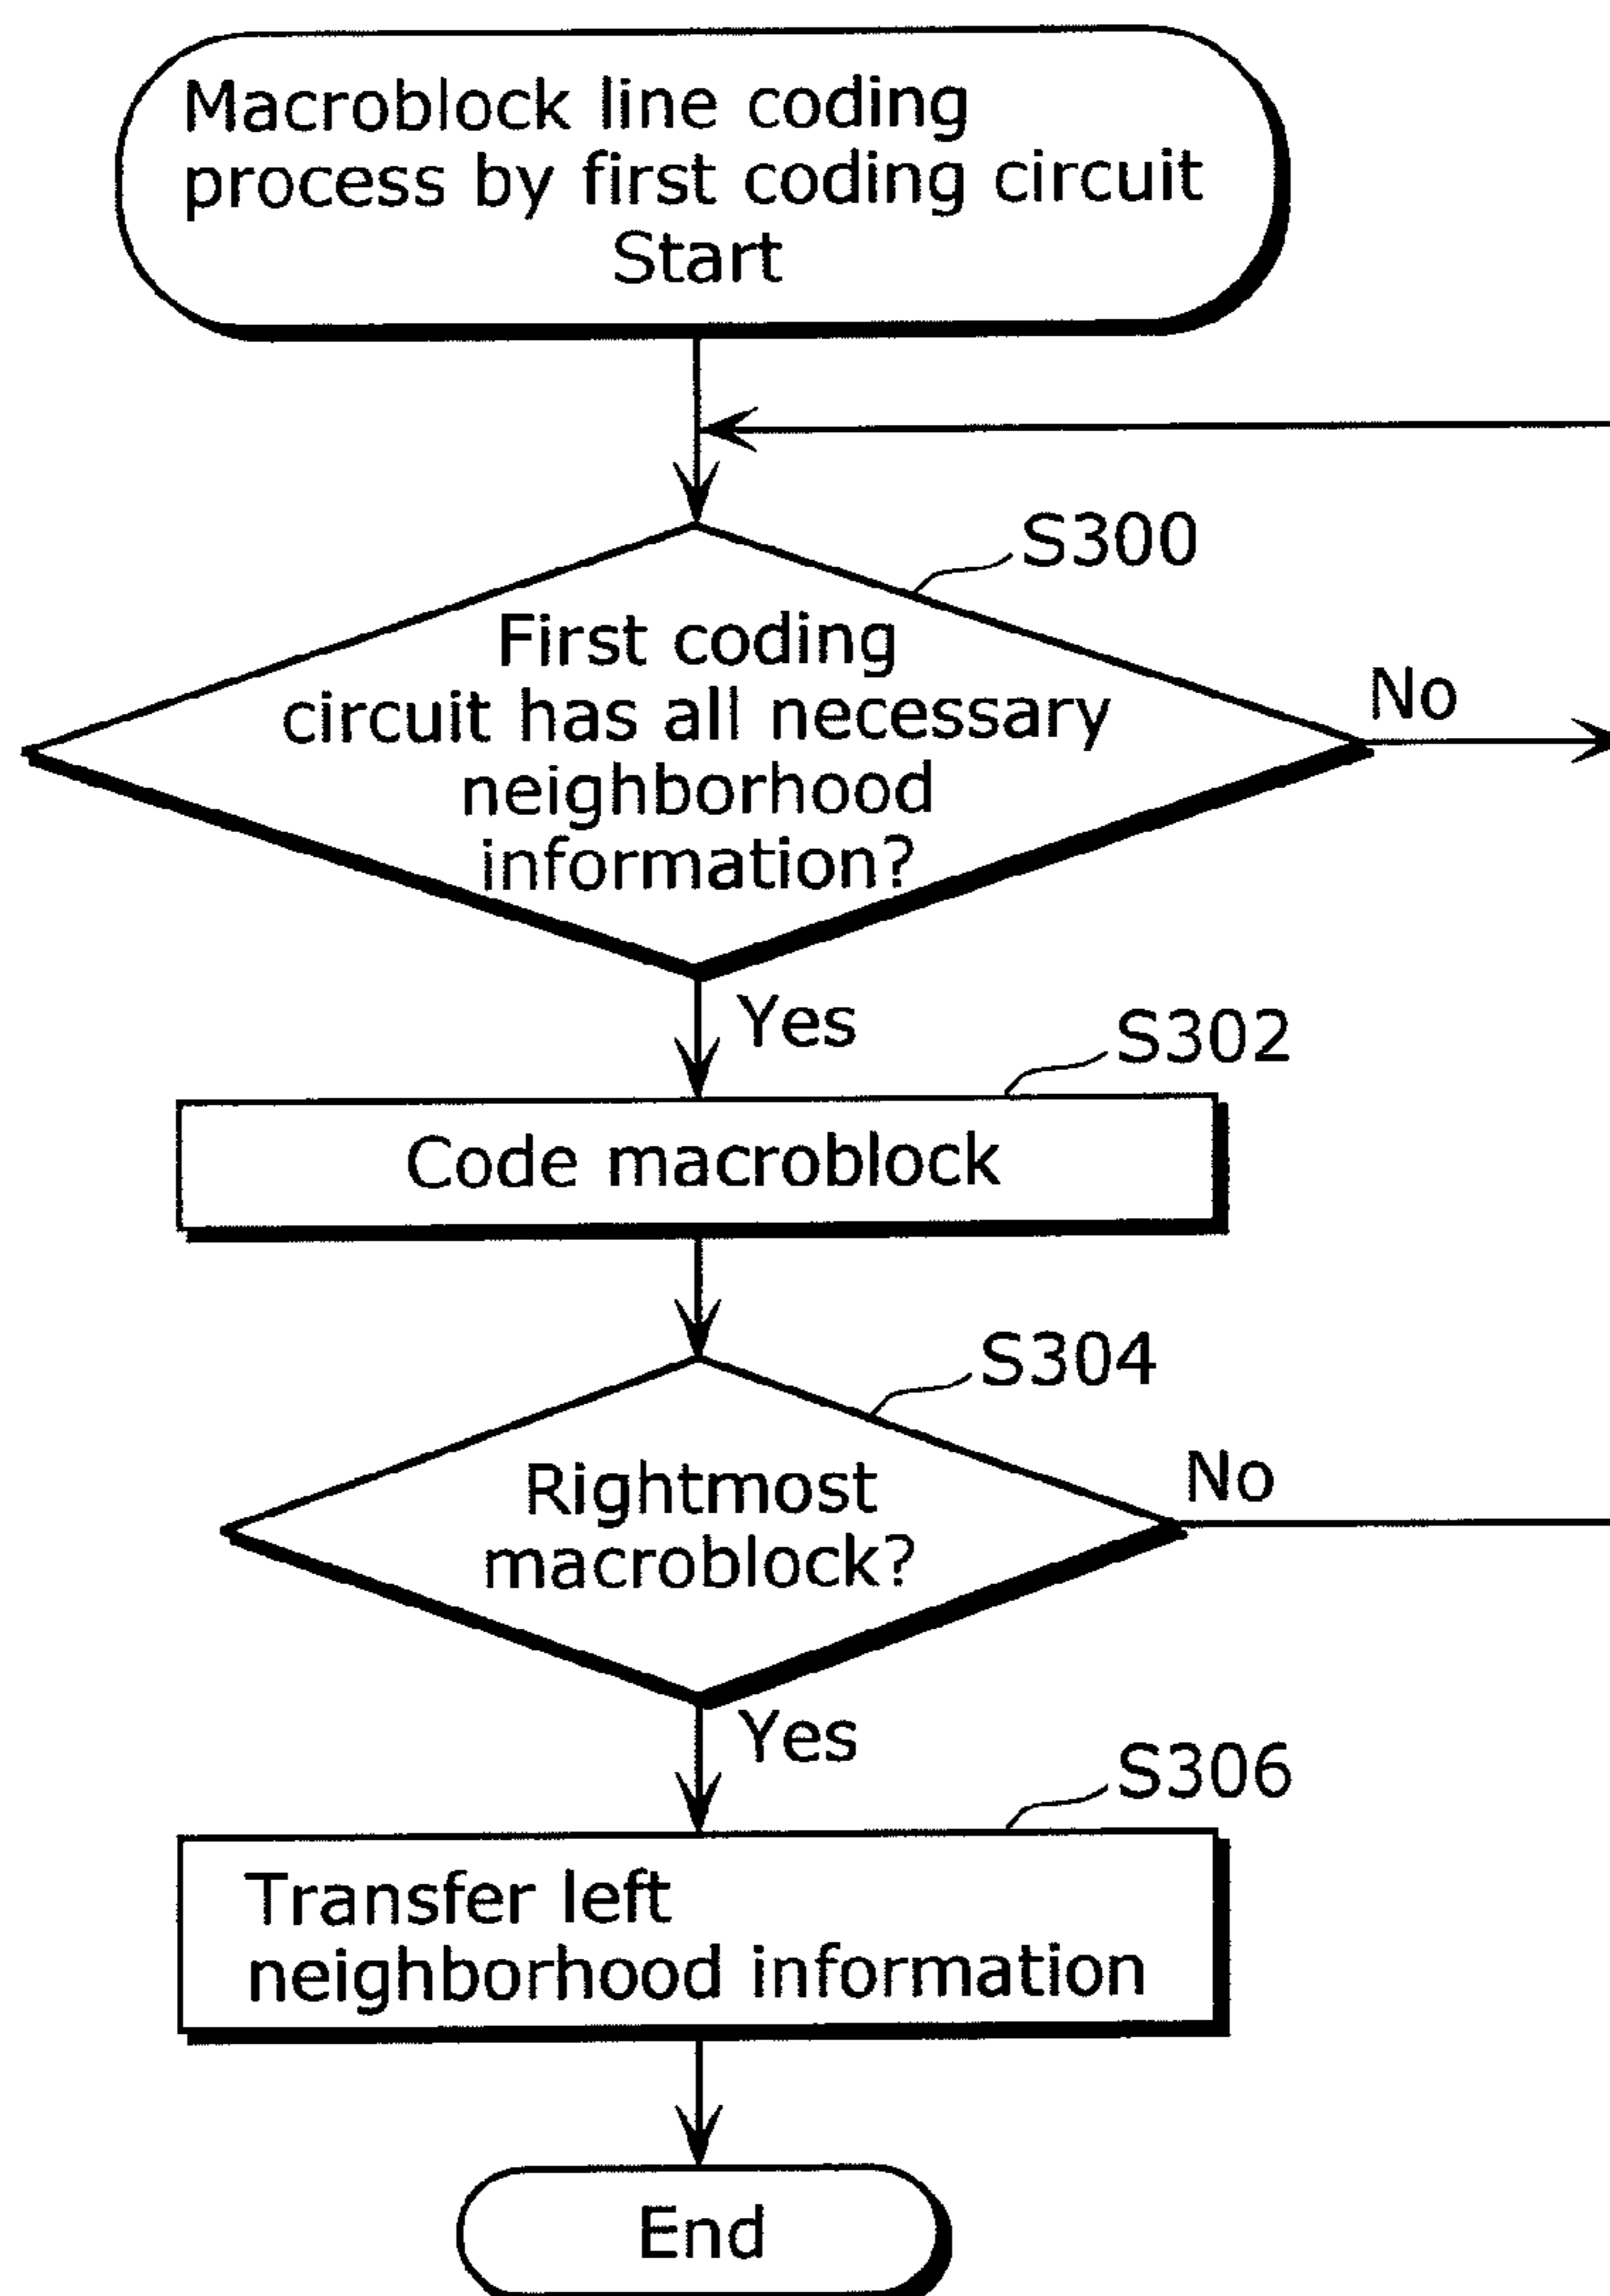 Macroblock line coding
process by first coding circuit
Start
S300
First coding
circuit has all necessary
neighborhood
information?
No
Yes
S302
Code macroblock
S304
Rightmost
macroblock?
No
Yes
S306
Transfer left
neighborhood information
End